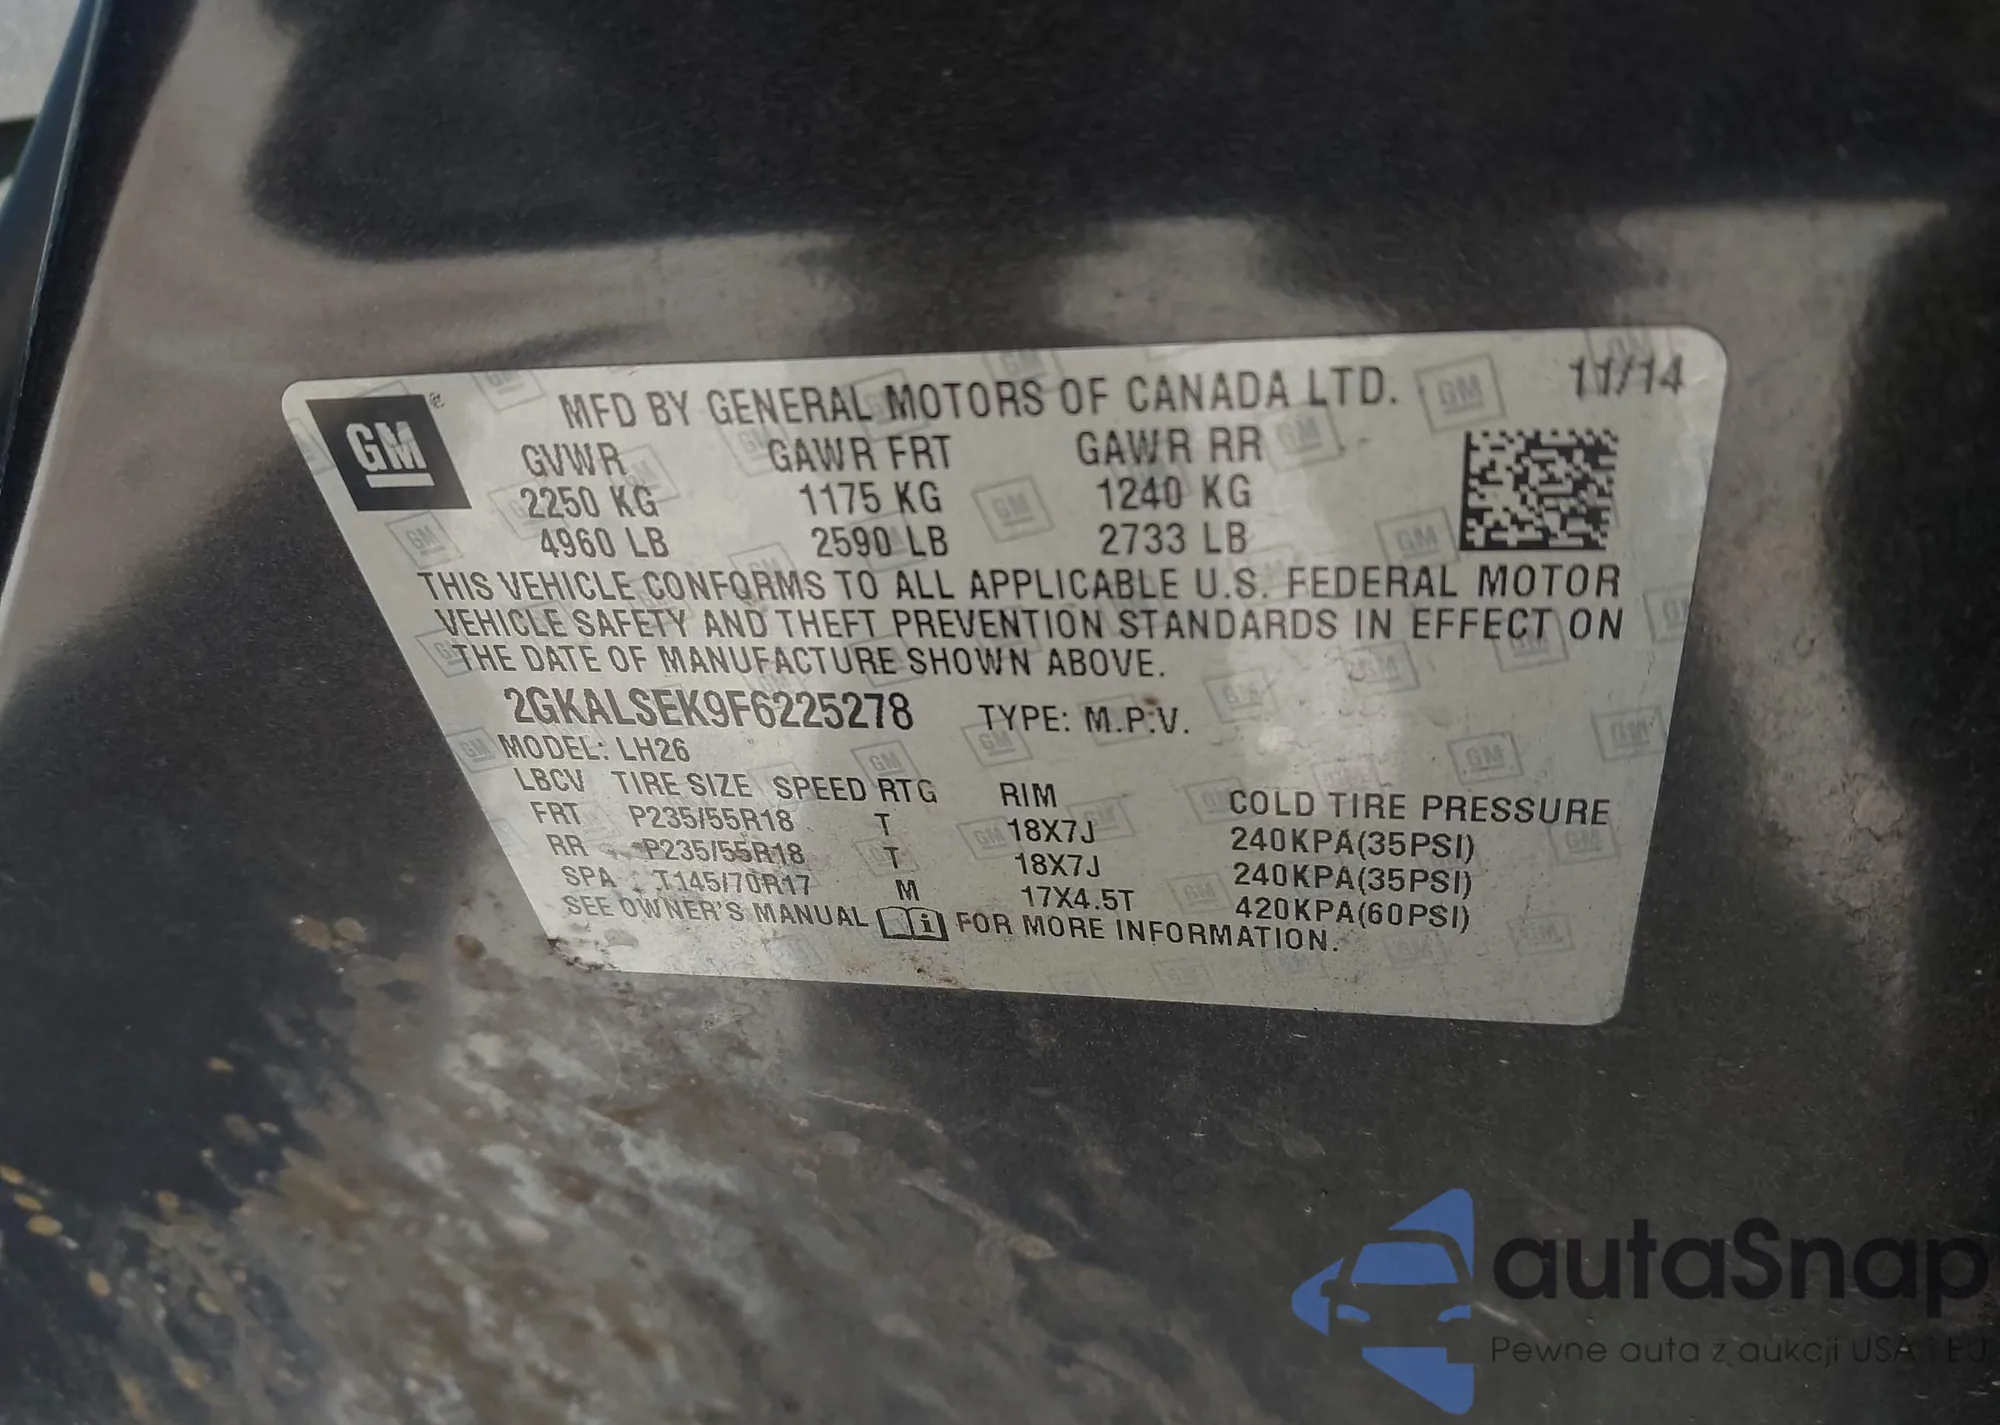 GM®
MFD BY GENERAL MOTORS OF CANADA LTD. 11/14
GVWR GAWR FRT GAWR RR
2250 KG 1175 KG 1240 KG
4960 LB 2590 LB 2733 LB
THIS VEHICLE CONFORMS TO ALL APPLICABLE U.S. FEDERAL MOTOR
VEHICLE SAFETY AND THEFT PREVENTION STANDARDS IN EFFECT ON
THE DATE OF MANUFACTURE SHOWN ABOVE.
2GKALSEK9F6225278 TYPE: M.P.V.
MODEL: LH26
LBCV TIRE SIZE SPEED RTG RIM COLD TIRE PRESSURE
FRT P235/55R18 T 18X7J 240KPA(35PSI)
RR P235/55R18 T 18X7J 240KPA(35PSI)
SPA T145/70R17 M 17X4.5T 420KPA(60PSI)
SEE OWNER'S MANUAL FOR MORE INFORMATION.
autaSnap
Pewne auta z aukcji USA i EU